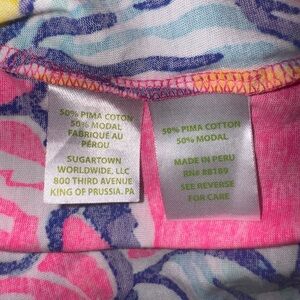 50% PIMA COTON
50% MODAL
FABRIQUÉ AU
PÉROU
SUGARTOWN
WORLDWIDE, LLC
800 THIRD AVENUE
KING OF PRUSSIA, PA
50% PIMA COTTON
50% MODAL
MADE IN PERU
RN# 88189
SEE REVERSE
FOR CARE